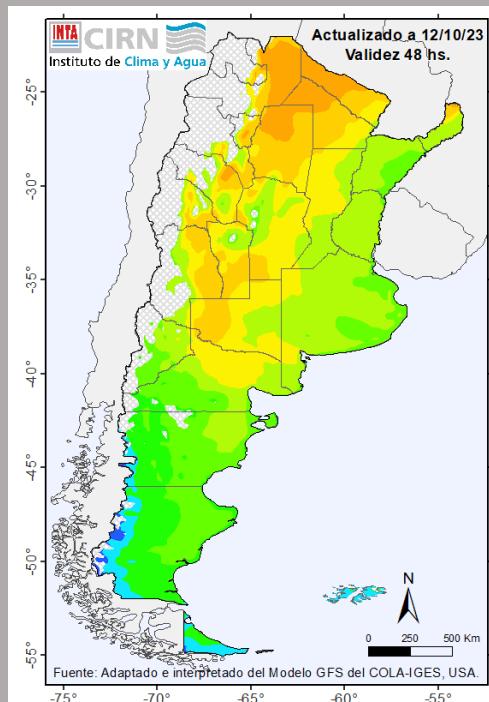 INTA CIRN
Instituto de Clima y Agua
Actualizado a 12/10/23
Validez 48 hs.
-25°
-30°
-35°
-40°
-45°
-50°
-55°
N
0 250 500 Km
Fuente: Adaptado e interpretado del Modelo GFS del COLA-IGES, USA.
-75° -70° -65° -60° -55°